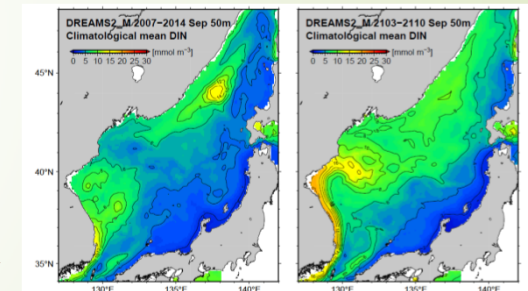 DREAMS2_M 2007−2014 Sep 50m
Climatological mean DIN
0 5 10 15 20 25 30 [mmol m⁻³]
45°N
40°N
35°N
130°E 135°E 140°E
DREAMS2_M 2103−2110 Sep 50m
Climatological mean DIN
0 5 10 15 20 25 30 [mmol m⁻³]
130°E 135°E 140°E